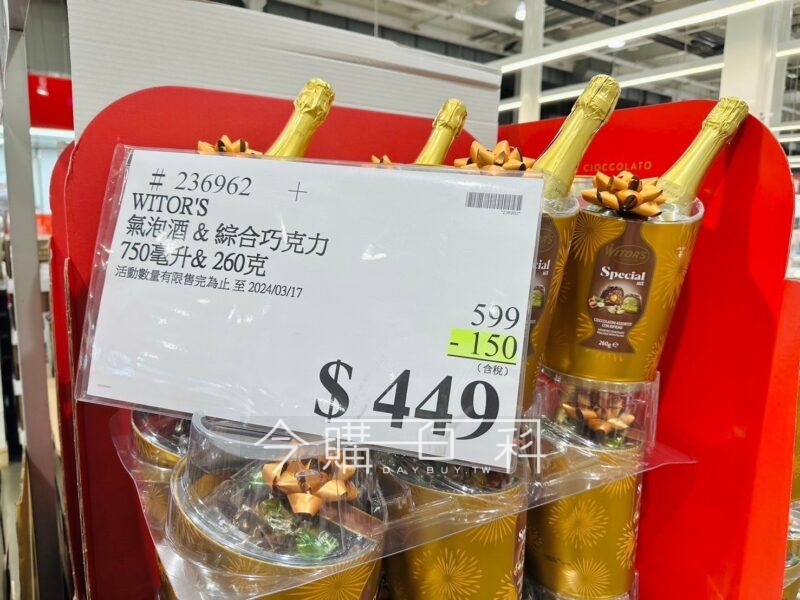 # 236962 +
WITOR'S
氣泡酒 & 綜合巧克力
750毫升& 260克
活動數量有限售完為止 至 2024/03/17
599
- 150
(含稅)
$ 449
今購百科
DAYBUY.TW
CIOCCOLATO
WITOR'S
Special
MIX
260g e